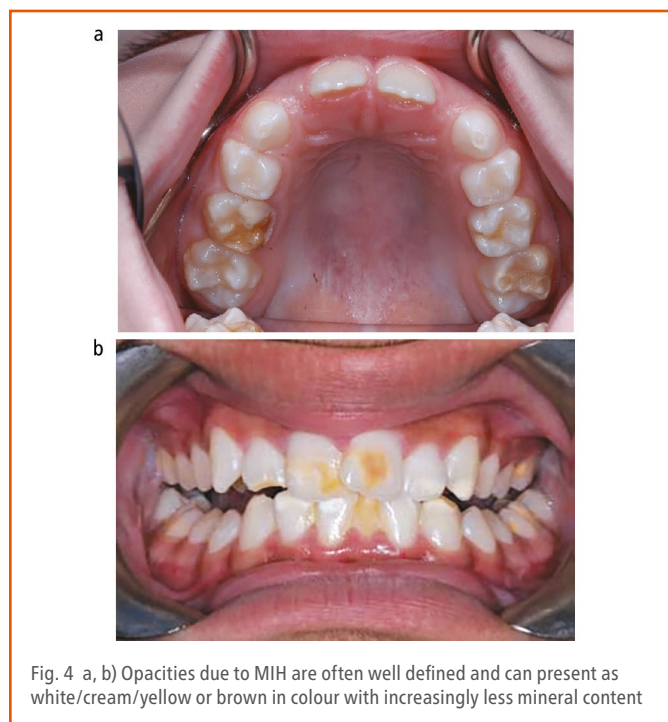 a
b
Fig. 4 a, b) Opacities due to MIH are often well defined and can present as
white/cream/yellow or brown in colour with increasingly less mineral content